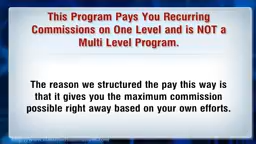 This Program Pays You Recurring
Commissions on One Level and is NOT a
Multi Level Program.
The reason we structured the pay this way is
that it gives you the maximum commission
possible right away based on your own efforts.